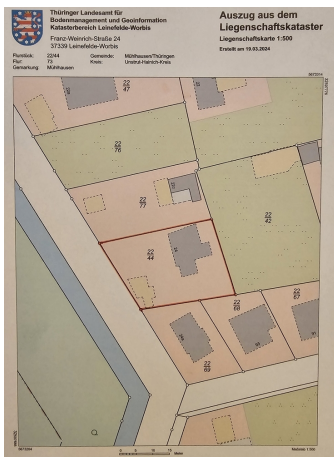 Thüringer Landesamt für
Bodenmanagement und Geoinformation
Katasterbereich Leinefelde-Worbis
Franz-Weinrich-Straße 24
37339 Leinefelde-Worbis
Auszug aus dem
Liegenschaftskataster
Liegenschaftskarte 1:500
Erstellt am 19.03.2024
Flurstück: 22/44
Flur: 73
Gemarkung: Mühlhausen
Gemeinde: Mühlhausen/Thüringen
Kreis: Unstrut-Hainich-Kreis
22
47
22
76
22
77
22
42
22
44
22
67
22
68
22
69
Meter